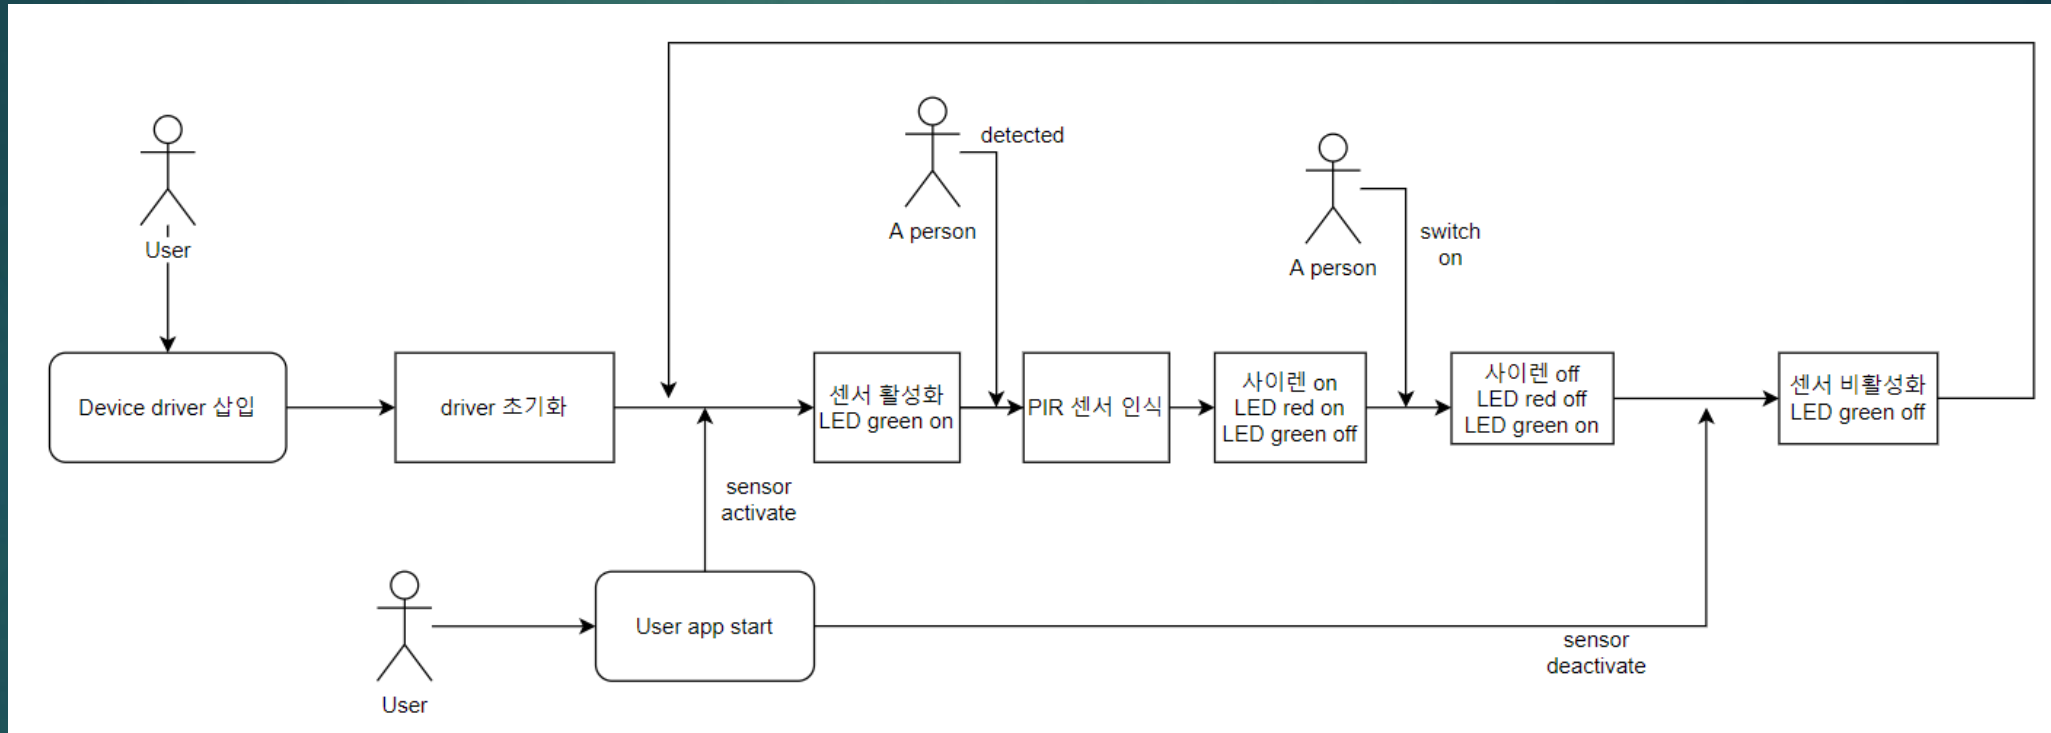 User
Device driver 삽입
driver 초기화
sensor
activate
User
User app start
센서 활성화
LED green on
A person
detected
PIR 센서 인식
사이렌 on
LED red on
LED green off
A person
switch
on
사이렌 off
LED red off
LED green on
sensor
deactivate
센서 비활성화
LED green off